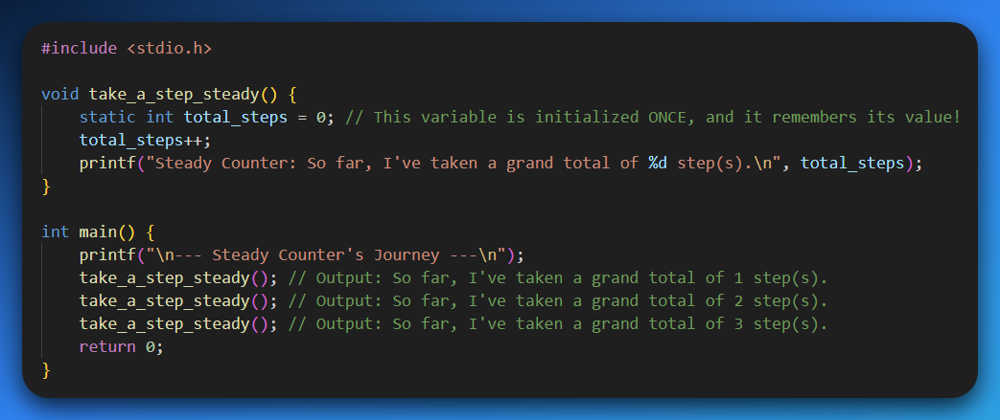 #include <stdio.h>
void take_a_step_steady() {
static int total_steps = 0; // This variable is initialized ONCE, and it remembers its value!
total_steps++;
printf("Steady Counter: So far, I've taken a grand total of %d step(s).\n", total_steps);
}
int main() {
printf("\n--- Steady Counter's Journey ---\n");
take_a_step_steady(); // Output: So far, I've taken a grand total of 1 step(s).
take_a_step_steady(); // Output: So far, I've taken a grand total of 2 step(s).
take_a_step_steady(); // Output: So far, I've taken a grand total of 3 step(s).
return 0;
}